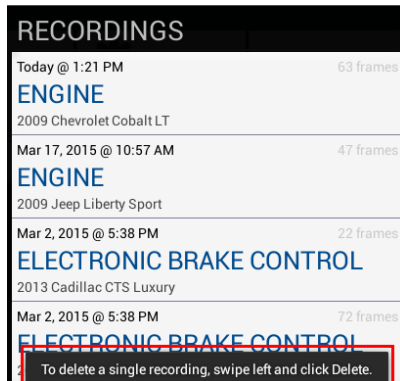 RECORDINGS
Today @ 1:21 PM 63 frames
ENGINE
2009 Chevrolet Cobalt LT
Mar 17, 2015 @ 10:57 AM 47 frames
ENGINE
2009 Jeep Liberty Sport
Mar 2, 2015 @ 5:38 PM 22 frames
ELECTRONIC BRAKE CONTROL
2013 Cadillac CTS Luxury
Mar 2, 2015 @ 5:38 PM 72 frames
ELECTRONIC BRAKE CONTROL
To delete a single recording, swipe left and click Delete.